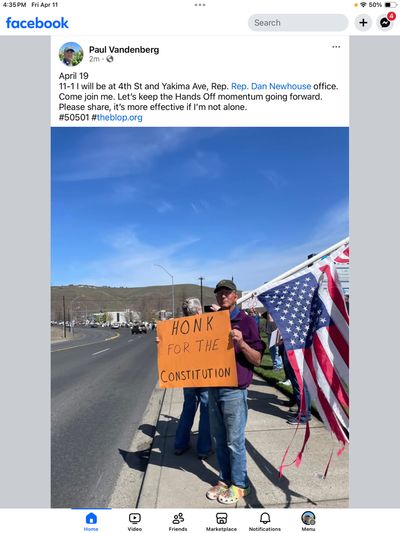 4:35 PM Fri Apr 11
50%
facebook
Search
4
Paul Vandenberg
2m
April 19
11-1 I will be at 4th St and Yakima Ave, Rep. Rep. Dan Newhouse office.
Come join me. Let's keep the Hands Off momentum going forward.
Please share, it's more effective if I'm not alone.
#50501 #theblop.org
HONK
FOR THE
CONSTITUTION
Home
Video
Friends
Marketplace
Notifications
Menu